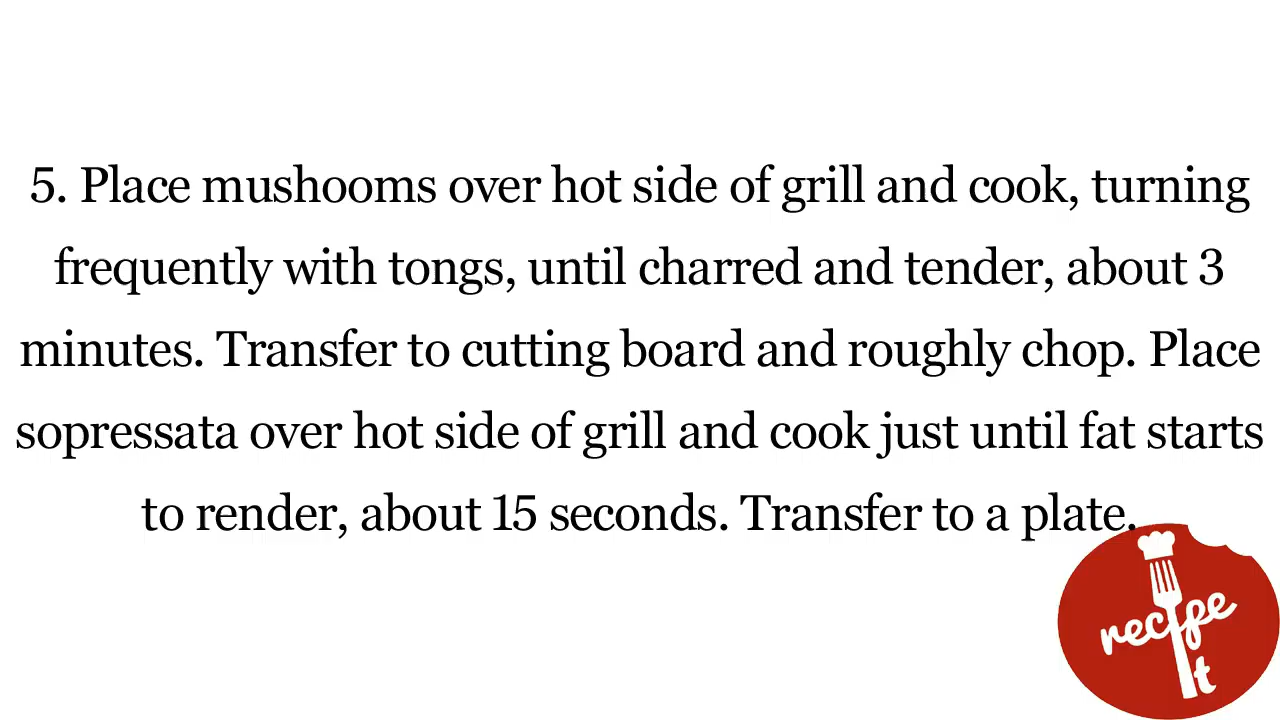 5. Place mushooms over hot side of grill and cook, turning
frequently with tongs, until charred and tender, about 3
minutes. Transfer to cutting board and roughly chop. Place
sopressata over hot side of grill and cook just until fat starts
to render, about 15 seconds. Transfer to a plate.
recipe
It